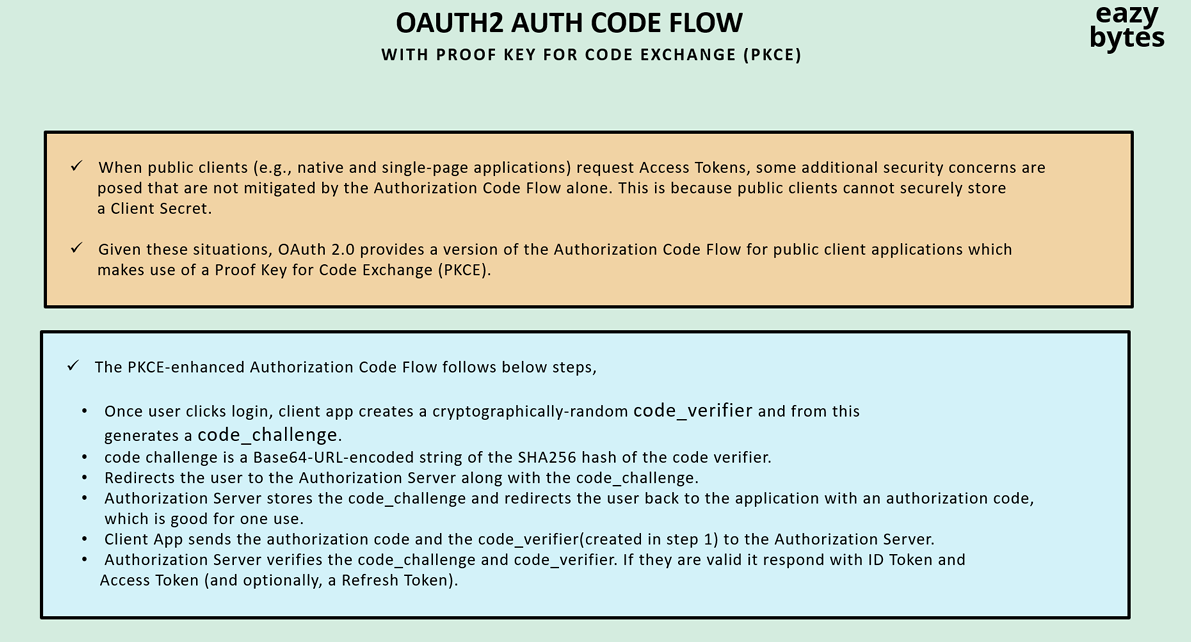 OAUTH2 AUTH CODE FLOW
eazy
bytes
WITH PROOF KEY FOR CODE EXCHANGE (PKCE)
✓ When public clients (e.g., native and single-page applications) request Access Tokens, some additional security concerns are
posed that are not mitigated by the Authorization Code Flow alone. This is because public clients cannot securely store
a Client Secret.
✓ Given these situations, OAuth 2.0 provides a version of the Authorization Code Flow for public client applications which
makes use of a Proof Key for Code Exchange (PKCE).
✓ The PKCE-enhanced Authorization Code Flow follows below steps,
• Once user clicks login, client app creates a cryptographically-random code_verifier and from this
generates a code_challenge.
• code challenge is a Base64-URL-encoded string of the SHA256 hash of the code verifier.
• Redirects the user to the Authorization Server along with the code_challenge.
• Authorization Server stores the code_challenge and redirects the user back to the application with an authorization code,
which is good for one use.
• Client App sends the authorization code and the code_verifier(created in step 1) to the Authorization Server.
• Authorization Server verifies the code_challenge and code_verifier. If they are valid it respond with ID Token and
Access Token (and optionally, a Refresh Token).